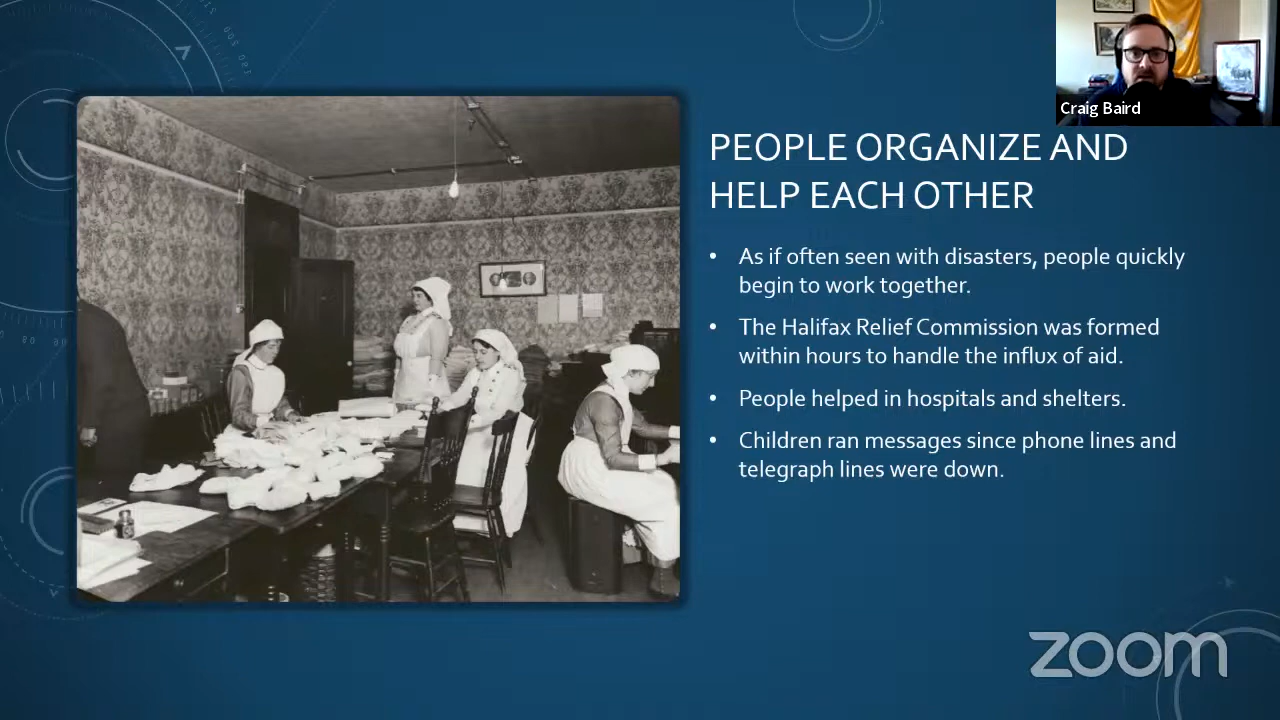 Craig Baird
PEOPLE ORGANIZE AND
HELP EACH OTHER
• As if often seen with disasters, people quickly
begin to work together.
• The Halifax Relief Commission was formed
within hours to handle the influx of aid.
• People helped in hospitals and shelters.
• Children ran messages since phone lines and
telegraph lines were down.
zoom